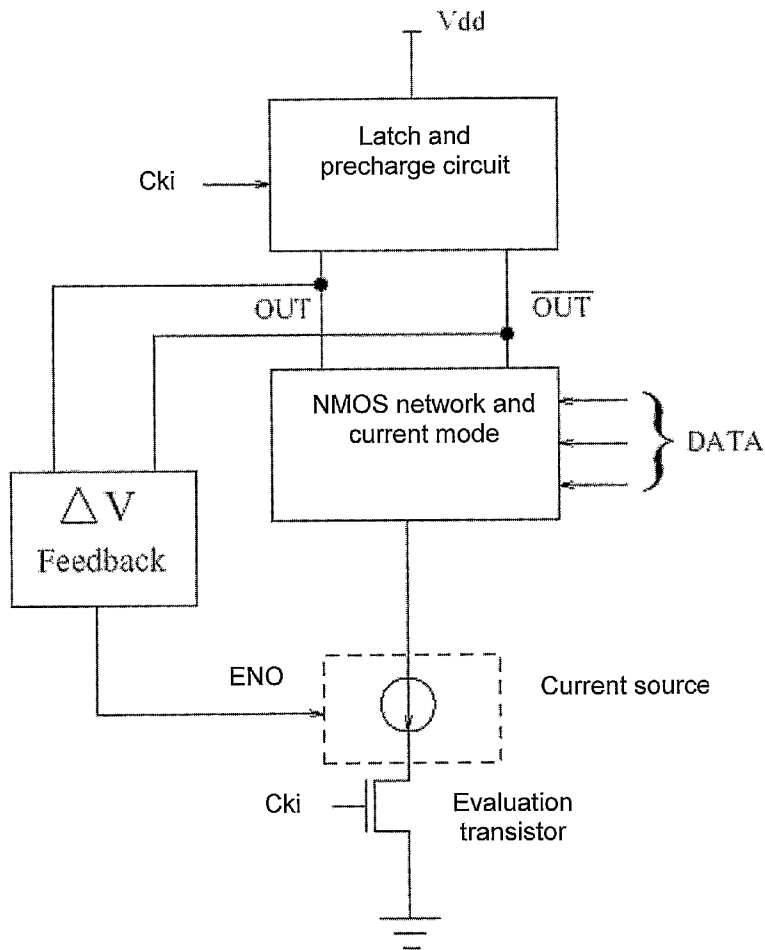 Vdd
Latch and
precharge circuit
Cki
OUT
OUT
NMOS network and
current mode
DATA
△ V
Feedback
ENO
Current source
Cki
Evaluation
transistor